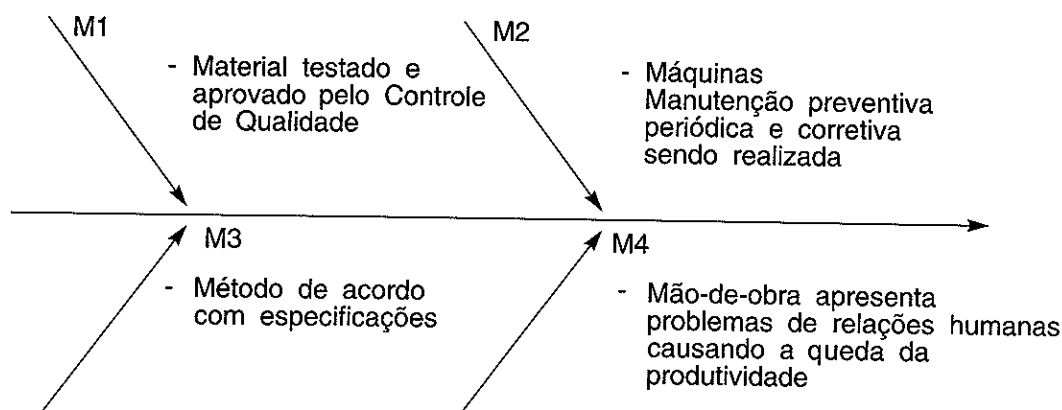 M1
- Material testado e
aprovado pelo Controle
de Qualidade
M2
- Máquinas
Manutenção preventiva
periódica e corretiva
sendo realizada
M3
- Método de acordo
com especificações
M4
- Mão-de-obra apresenta
problemas de relações humanas
causando a queda da
produtividade